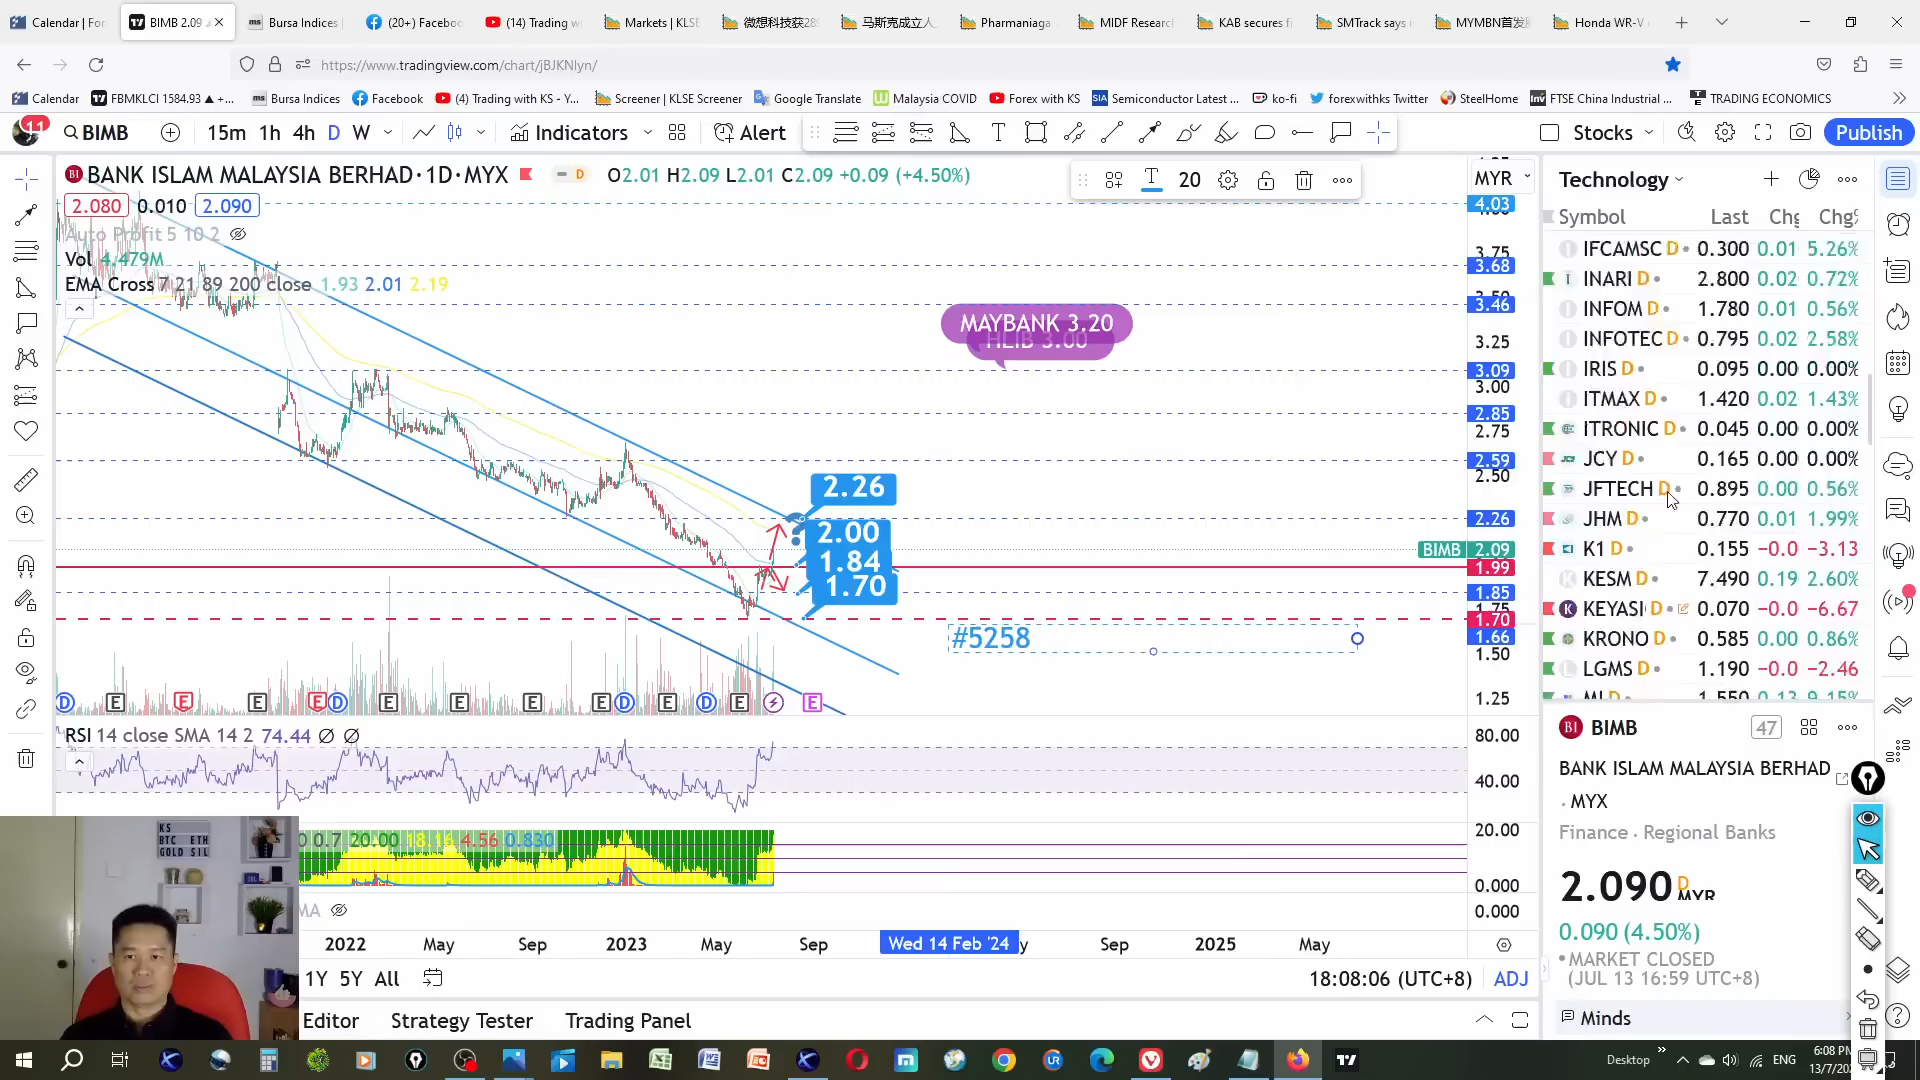 Calendar | For
BIMB 2.09
Bursa Indices
(20+) Facebo
(14) Trading w
Markets | KLSE
微想科技获28
马斯克成立人
Pharmaniaga
MIDF Researc
KAB secures fi
SMTrack says
MYMBN首发
Honda WR-V
https://www.tradingview.com/chart/jBJKNlyn/
Calendar
FBMKLCI 1584.93 ▲ +...
Bursa Indices
Facebook
(4) Trading with KS - Y...
Screener | KLSE Screener
Google Translate
Malaysia COVID
Forex with KS
Semiconductor Latest ...
ko-fi
forexwithks Twitter
SteelHome
FTSE China Industrial ...
TRADING ECONOMICS
11
BIMB
15m 1h 4h D W
Indicators
Alert
Stocks
Publish
BANK ISLAM MALAYSIA BERHAD · 1D · MYX
D
O2.01 H2.09 L2.01 C2.09 +0.09 (+4.50%)
20
MYR
2.080 0.010 2.090
Auto Profit 5 10 2
Vol 4.479M
EMA Cross 7 21 89 200 close 1.93 2.01 2.19
MAYBANK 3.20
HLIB 3.00
2.26
2.00
1.84
1.70
#5258
4.03
3.75
3.68
3.46
3.25
3.09
3.00
2.85
2.75
2.59
2.50
2.26
BIMB 2.09
1.99
1.85
1.75
1.70
1.66
1.50
1.25
D E E E E D E E E E D E D E E
RSI 14 close SMA 14 2 74.44 Ø Ø
80.00
40.00
0 0.7 20.00 18.16 4.56 0.830
20.00
0.000
MA
0.000
2022 May Sep 2023 May Sep Wed 14 Feb '24 y Sep 2025 May
1Y 5Y All
18:08:06 (UTC+8) ADJ
Editor Strategy Tester Trading Panel
Technology
Symbol Last Chg Chg%
IFCAMSC D 0.300 0.01 5.26%
INARI D 2.800 0.02 0.72%
INFOM D 1.780 0.01 0.56%
INFOTEC D 0.795 0.02 2.58%
IRIS D 0.095 0.00 0.00%
ITMAX D 1.420 0.02 1.43%
ITRONIC D 0.045 0.00 0.00%
JCY D 0.165 0.00 0.00%
JFTECH D 0.895 0.00 0.56%
JHM D 0.770 0.01 1.99%
K1 D 0.155 -0.0 -3.13
KESM D 7.490 0.19 2.60%
KEYASI D 0.070 -0.0 -6.67
KRONO D 0.585 0.00 0.86%
LGMS D 1.190 -0.0 -2.46
MI D 1.550 0.13 9.15%
BIMB
47
BANK ISLAM MALAYSIA BERHAD
· MYX
Finance · Regional Banks
2.090 D MYR
0.090 (4.50%)
MARKET CLOSED
(JUL 13 16:59 UTC+8)
Minds
KS
BTC ETH
GOLD SIL
Desktop
ENG
6:08 PM
13/7/202